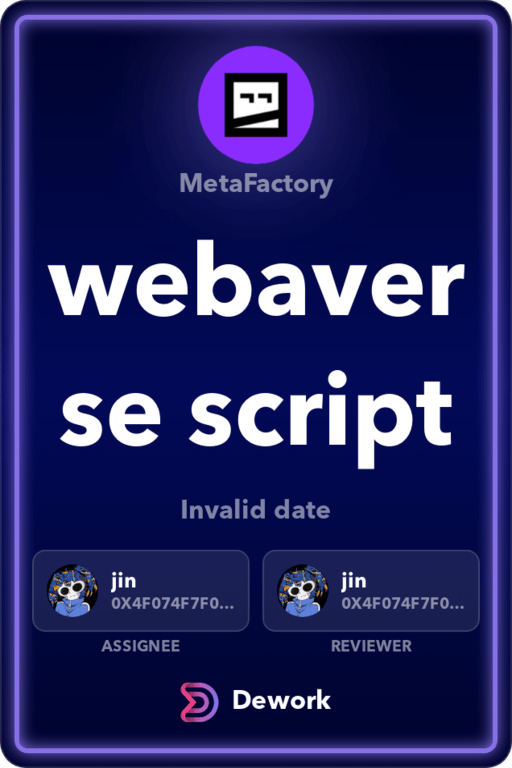 MetaFactory
webaver
se script
Invalid date
jin
0X4F074F7F0...
ASSIGNEE
jin
0X4F074F7F0...
REVIEWER
Dework